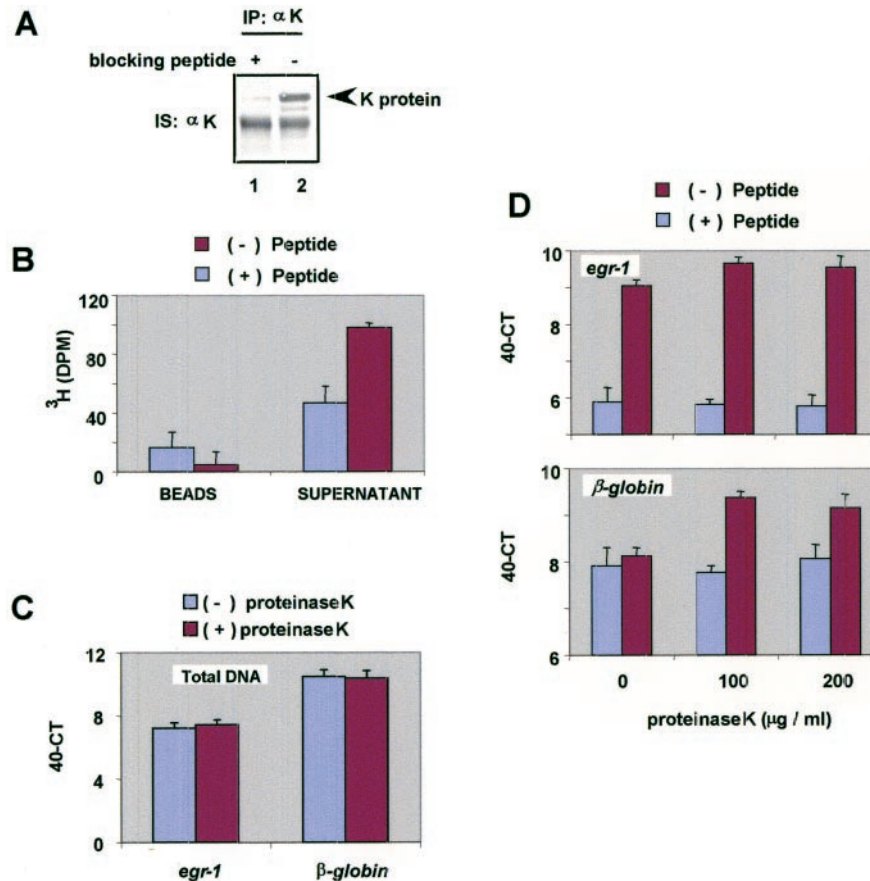 A
IP: α K
blocking peptide + -
K protein
IS: α K
1 2
B
( - ) Peptide
( + ) Peptide
120
80
40
0
³H (DPM)
BEADS SUPERNATANT
C
( - ) proteinaseK
( + ) proteinaseK
Total DNA
12
8
4
0
40-CT
egr-1 β-globin
D
( - ) Peptide
( + ) Peptide
egr-1
10
9
8
6
40-CT
β-globin
10
8
6
40-CT
0 100 200
proteinaseK (μg / ml)